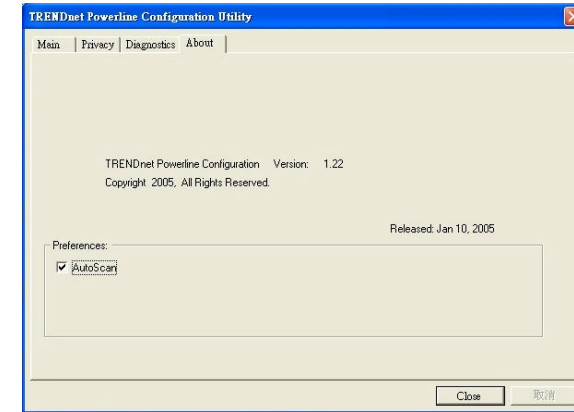 TRENDnet Powerline Configuration Utility
Main Privacy Diagnostics About
TRENDnet Powerline Configuration Version: 1.22
Copyright 2005, All Rights Reserved.
Released: Jan 10, 2005
Preferences:
AutoScan
Close 取消